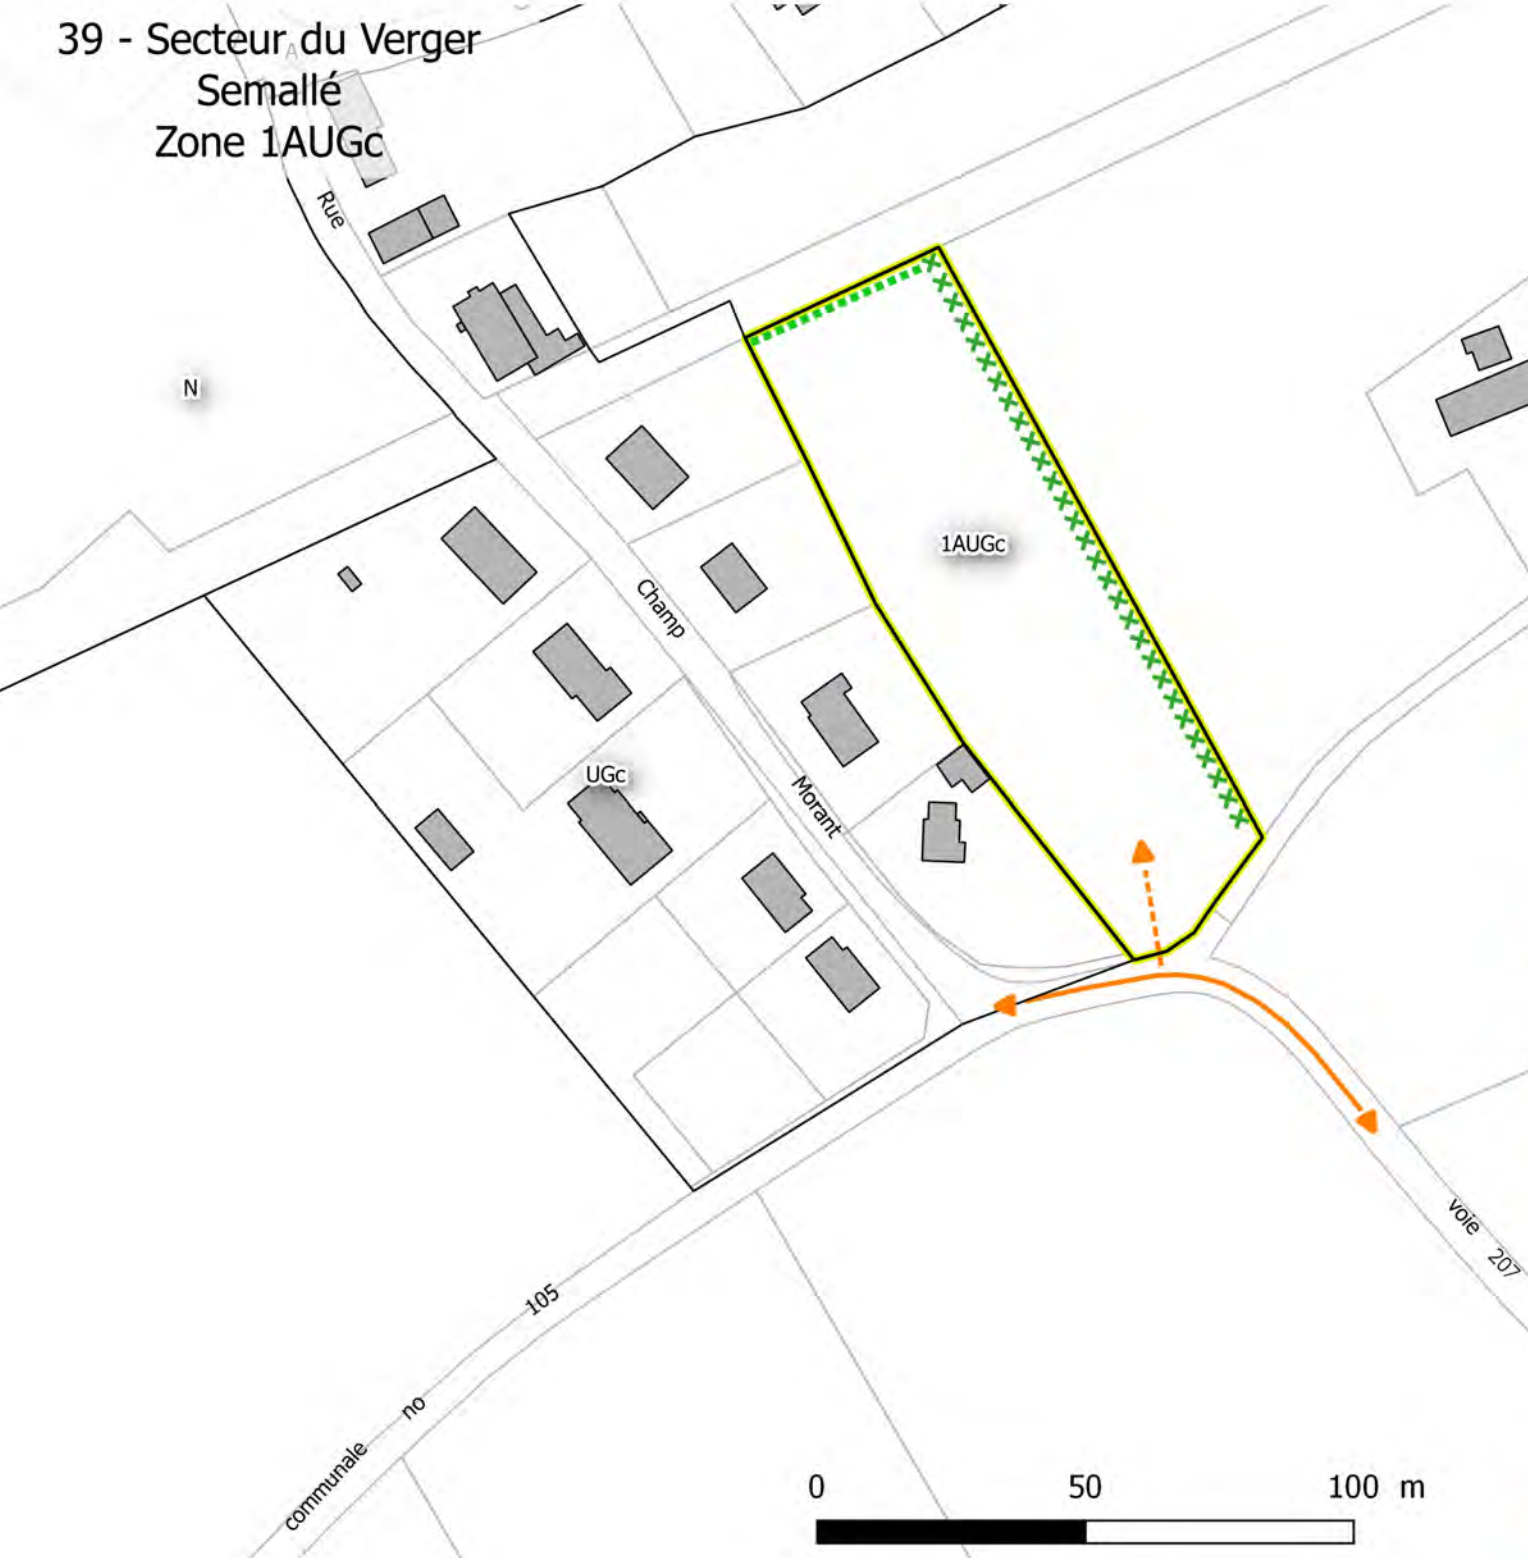 39 - Secteur du Verger
Semallé
Zone 1AUGc
A
Rue
N
1AUGc
Champ
UGc
Morant
voie 207
105
no
communale
0 50 100 m